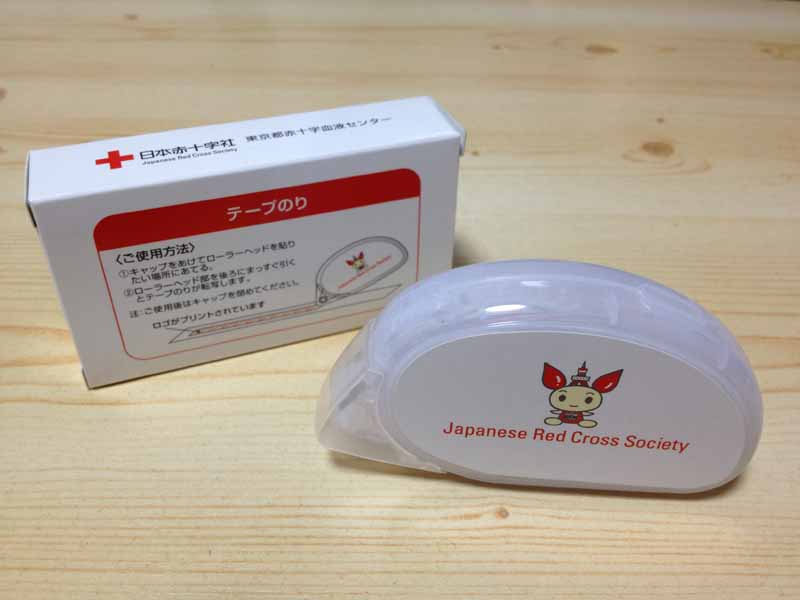 日本赤十字社 東京都赤十字血液センター
Japanese Red Cross Society
テープのり
〈ご使用方法〉
①キャップをあけてローラーヘッドを貼り
たい場所にあてる。
②ローラーヘッド部を後ろにまっすぐ引く
とテープのりが転写します。
注:ご使用後はキャップを閉めてください。
ロゴがプリントされています
Japanese Red Cross Society
Japanese Red Cross Society